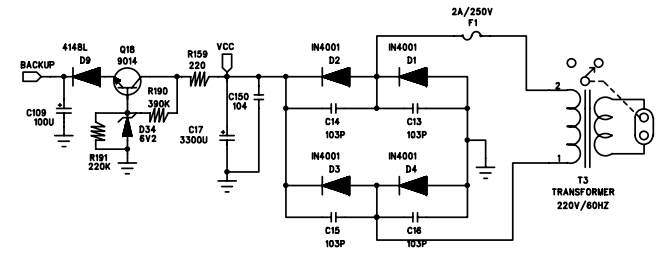 2A/250V
F1
4148L
D9
Q18
9014
VCC
R159
220
IN4001
D2
IN4001
D1
BACKUP
C109
100U
R190
390K
C150
104
2
D34
6V2
C17
3300U
C14
103P
C13
103P
R191
220K
IN4001
D3
IN4001
D4
1
T3
TRANSFORMER
220V/60HZ
C15
103P
C16
103P